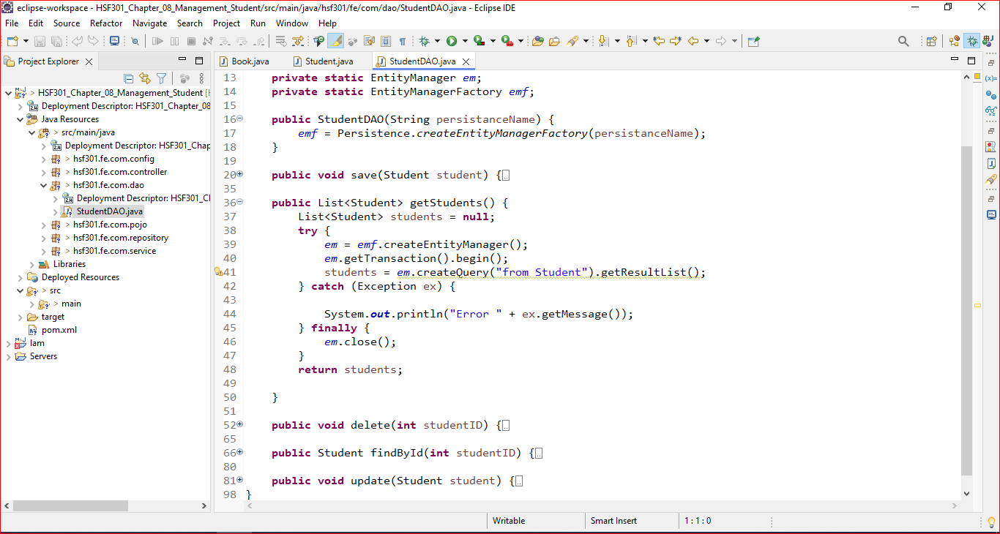 eclipse-workspace - HSF301_Chapter_08_Management_Student/src/main/java/hsf301/fe/com/dao/StudentDAO.java - Eclipse IDE
File Edit Source Refactor Navigate Search Project Run Window Help
Project Explorer
HSF301_Chapter_08_Management_Student [
Deployment Descriptor: HSF301_Chapter_08
Java Resources
> src/main/java
Deployment Descriptor: HSF301_Chap
> hsf301.fe.com.config
> hsf301.fe.com.controller
> hsf301.fe.com.dao
Deployment Descriptor: HSF301_Cl
StudentDAO.java
> hsf301.fe.com.pojo
> hsf301.fe.com.repository
> hsf301.fe.com.service
Libraries
Deployed Resources
> src
> main
target
pom.xml
lam
Servers
Book.java Student.java StudentDAO.java
13 private static EntityManager em;
14 private static EntityManagerFactory emf;
15
16 public StudentDAO(String persistanceName) {
17 emf = Persistence.createEntityManagerFactory(persistanceName);
18 }
19
20 public void save(Student student) {
35
36 public List<Student> getStudents() {
37 List<Student> students = null;
38 try {
39 em = emf.createEntityManager();
40 em.getTransaction().begin();
41 students = em.createQuery("from Student").getResultList();
42 } catch (Exception ex) {
43
44 System.out.println("Error " + ex.getMessage());
45 } finally {
46 em.close();
47 }
48 return students;
49
50 }
51
52 public void delete(int studentID) {
65
66 public Student findById(int studentID) {
80
81 public void update(Student student) {
98 }
Writable Smart Insert 1 : 1 : 0